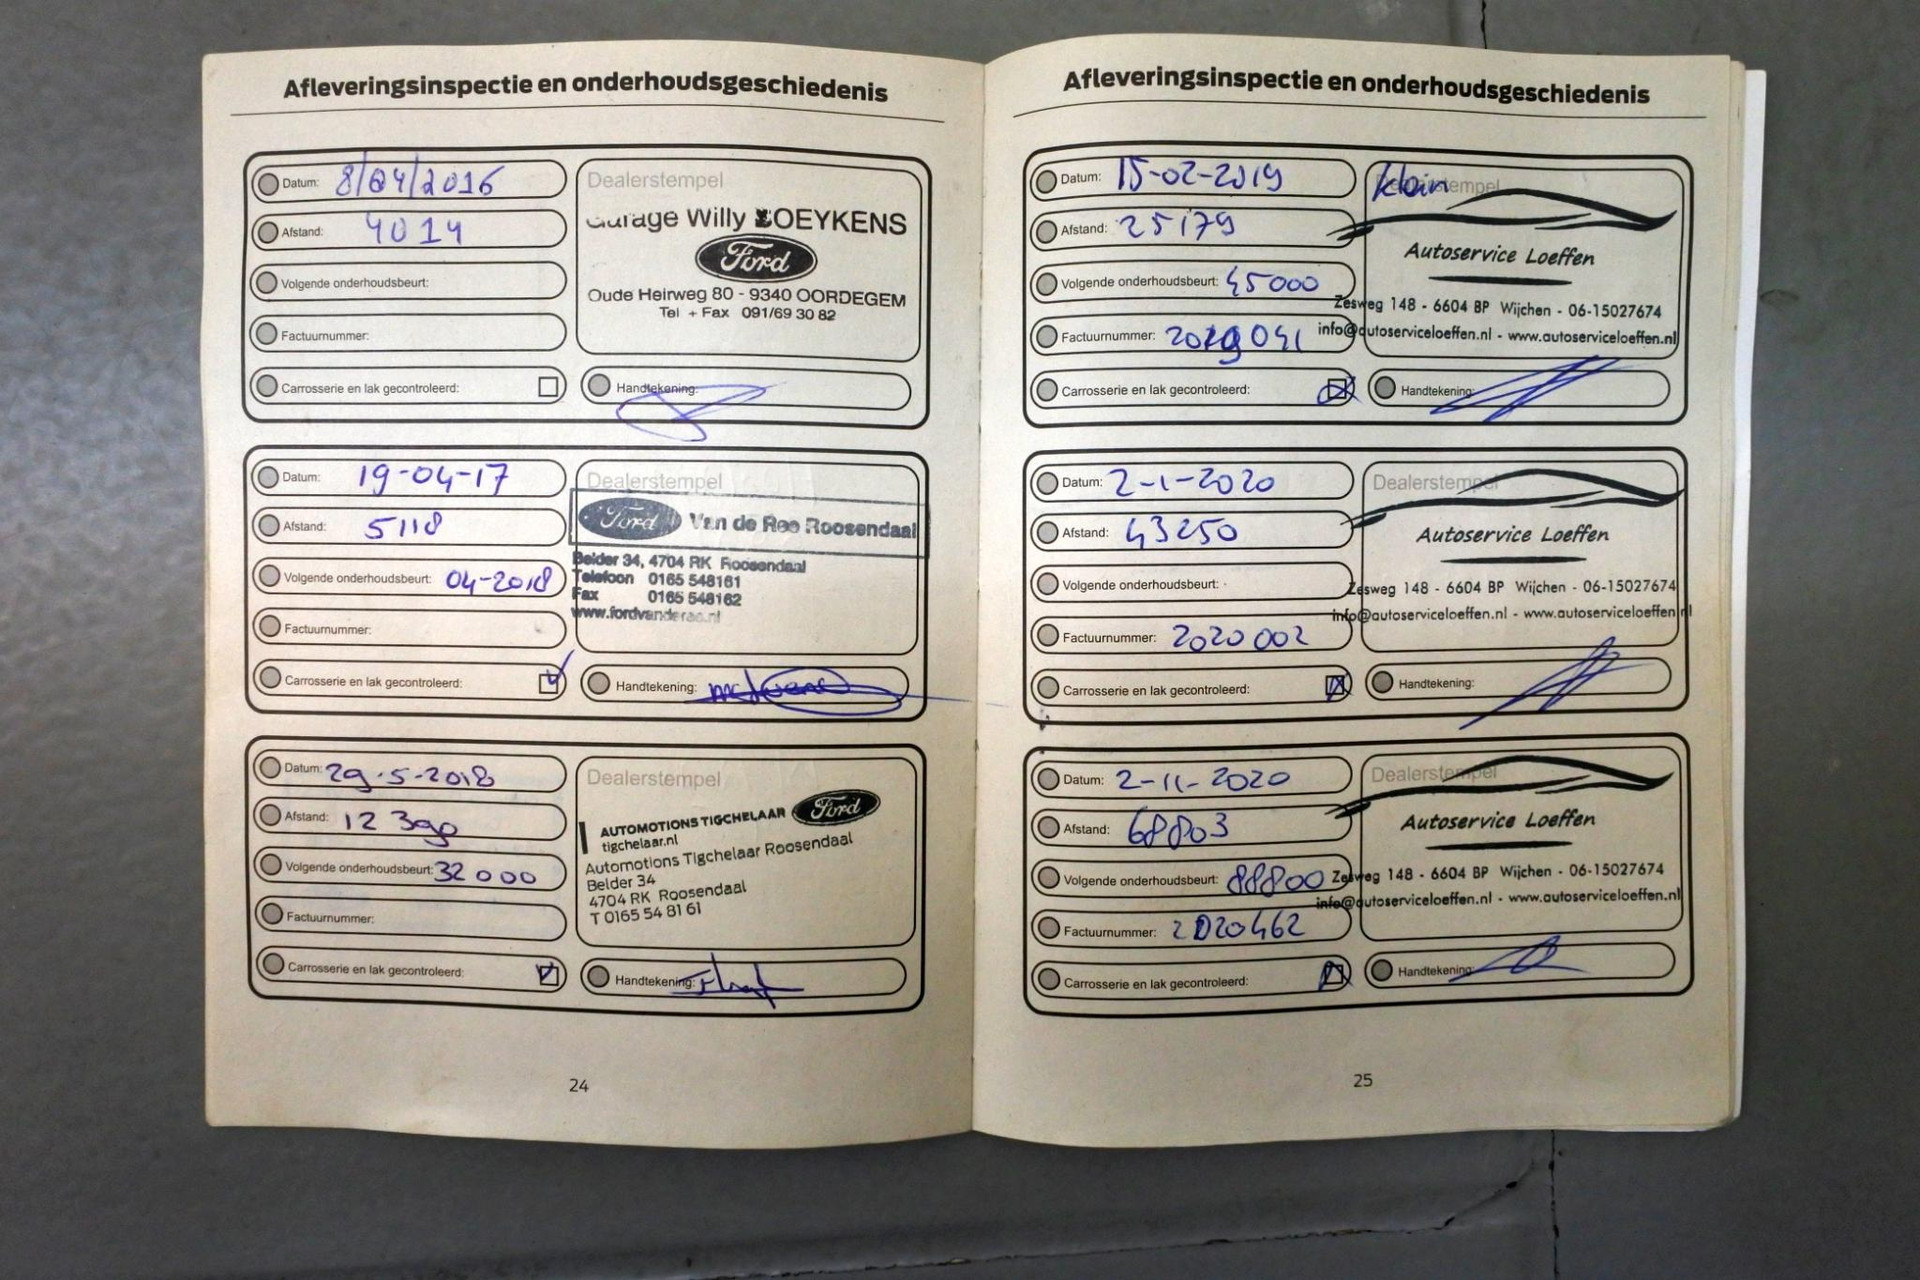 Afleveringsinspectie en onderhoudsgeschiedenis
Datum: 8/04/2016
Afstand: 4014
Volgende onderhoudsbeurt:
Factuurnummer:
Carrosserie en lak gecontroleerd:
Dealerstempel
Garage Willy
Ford
Oude Heirweg 80 - 9340 OORDEGEM
Tel + Fax 091/69 30 82
Handtekening:
Datum: 19-04-17
Afstand: 5118
Volgende onderhoudsbeurt: 04-2018
Factuurnummer:
Carrosserie en lak gecontroleerd:
Dealerstempel
Ford Van de Ree Roosendaal
Belder 34, 4704 RK Roosendaal
Telefoon 0165 548161
Fax 0165 548162
www.fordvanderee.nl
Handtekening:
Datum: 29-5-2018
Afstand: 12 390
Volgende onderhoudsbeurt: 32000
Factuurnummer:
Carrosserie en lak gecontroleerd:
Dealerstempel
AUTOMOTIONS TIGCHELAAR Ford
tigchelaar.nl
Automotions Tigchelaar Roosendaal
Belder 34
4704 RK Roosendaal
T 0165 54 81 61
Handtekening:
24
Afleveringsinspectie en onderhoudsgeschiedenis
Datum: 15-02-2019
Afstand: 25179
Volgende onderhoudsbeurt: 45000
Factuurnummer: 2019041
Carrosserie en lak gecontroleerd:
klein
Dealerstempel
Autoservice Loeffen
Zesweg 148 - 6604 BP Wijchen - 06-15027674
info@autoserviceloeffen.nl - www.autoserviceloeffen.nl
Handtekening:
Datum: 2-1-2020
Afstand: 43250
Volgende onderhoudsbeurt:
Factuurnummer: 2020002
Carrosserie en lak gecontroleerd:
Dealerstempel
Autoservice Loeffen
Zesweg 148 - 6604 BP Wijchen - 06-15027674
info@autoserviceloeffen.nl - www.autoserviceloeffen.nl
Handtekening:
Datum: 2-11-2020
Afstand: 68803
Volgende onderhoudsbeurt: 88800
Factuurnummer: 2020462
Carrosserie en lak gecontroleerd:
Dealerstempel
Autoservice Loeffen
Zesweg 148 - 6604 BP Wijchen - 06-15027674
info@autoserviceloeffen.nl - www.autoserviceloeffen.nl
Handtekening:
25